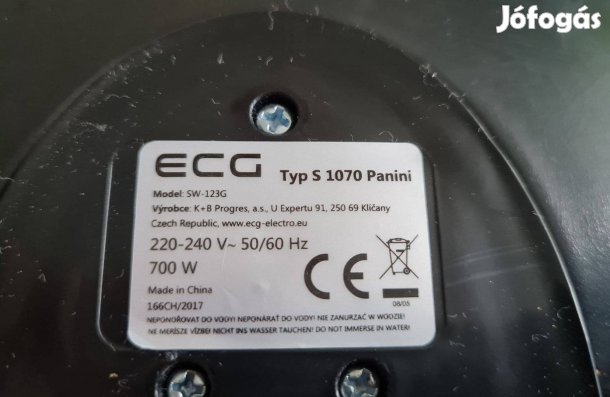 Jófogás
ECG Typ S 1070 Panini
Model: SW-123G
Výrobce: K+B Progres, a.s., U Expertu 91, 250 69 Klíčany
Czech Republic, www.ecg-electro.eu
220-240 V~ 50/60 Hz
700 W
CE
Made in China
08/05
166CH/2017
NEPONOŘOVAT DO VODY! NEPONÁRAŤ DO VODY! NIE ZANURZAĆ W WODZIE!
NE MERÍSZE VÍZBE! NICHT INS WASSER TAUCHEN! DO NOT IMMERSE IN WATER!